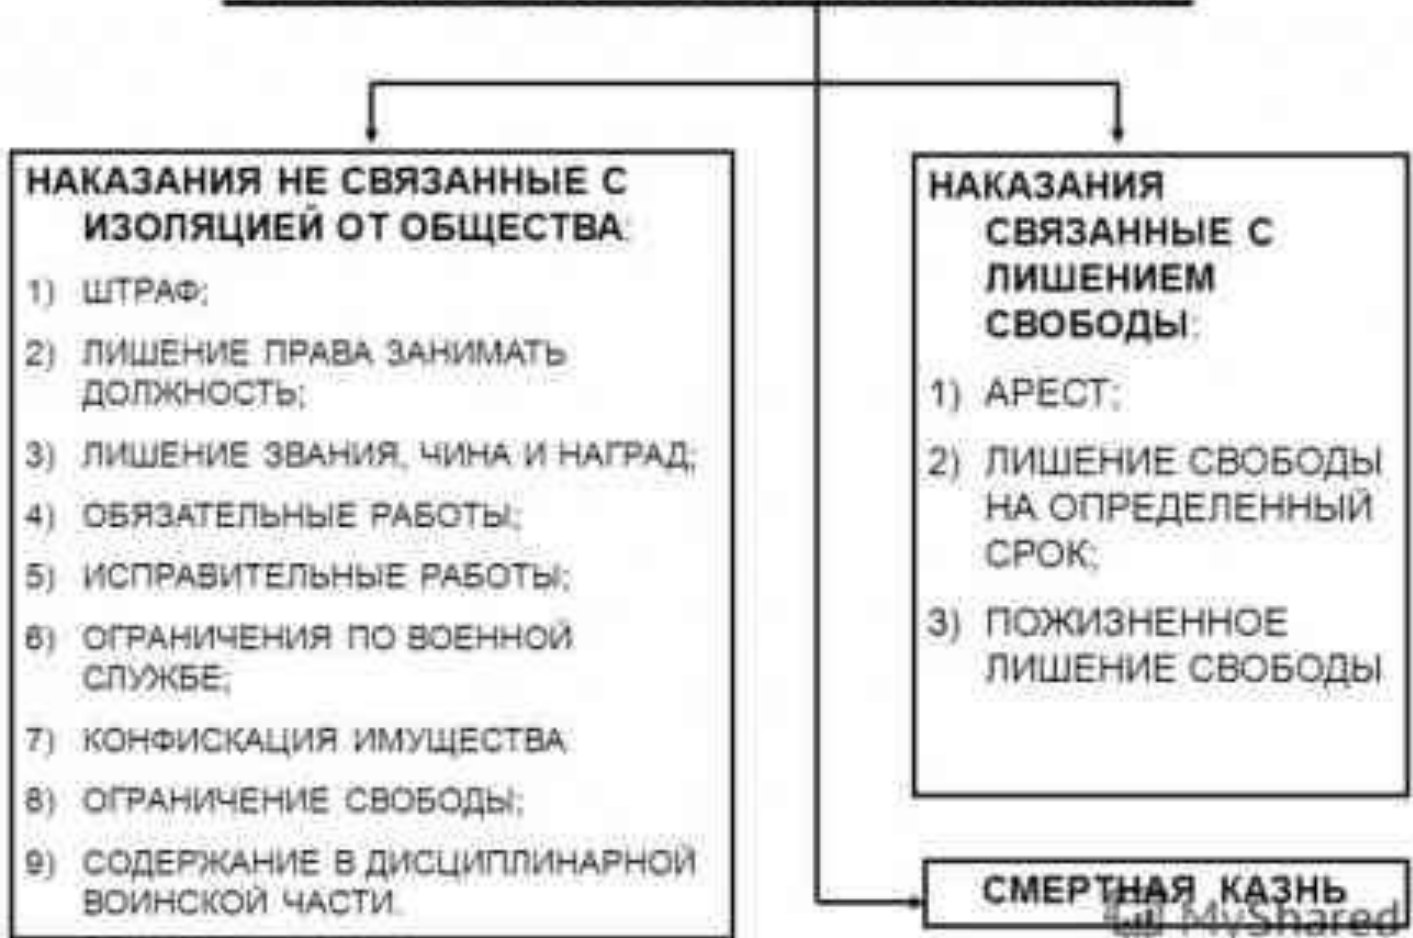 НАКАЗАНИЯ НЕ СВЯЗАННЫЕ С
ИЗОЛЯЦИЕЙ ОТ ОБЩЕСТВА:
1) ШТРАФ;
2) ЛИШЕНИЕ ПРАВА ЗАНИМАТЬ
ДОЛЖНОСТЬ;
3) ЛИШЕНИЕ ЗВАНИЯ, ЧИНА И НАГРАД;
4) ОБЯЗАТЕЛЬНЫЕ РАБОТЫ;
5) ИСПРАВИТЕЛЬНЫЕ РАБОТЫ;
6) ОГРАНИЧЕНИЯ ПО ВОЕННОЙ
СЛУЖБЕ;
7) КОНФИСКАЦИЯ ИМУЩЕСТВА
8) ОГРАНИЧЕНИЕ СВОБОДЫ;
9) СОДЕРЖАНИЕ В ДИСЦИПЛИНАРНОЙ
ВОИНСКОЙ ЧАСТИ.
НАКАЗАНИЯ
СВЯЗАННЫЕ С
ЛИШЕНИЕМ
СВОБОДЫ:
1) АРЕСТ;
2) ЛИШЕНИЕ СВОБОДЫ
НА ОПРЕДЕЛЕННЫЙ
СРОК;
3) ПОЖИЗНЕННОЕ
ЛИШЕНИЕ СВОБОДЫ
СМЕРТНАЯ КАЗНЬ
MyShared